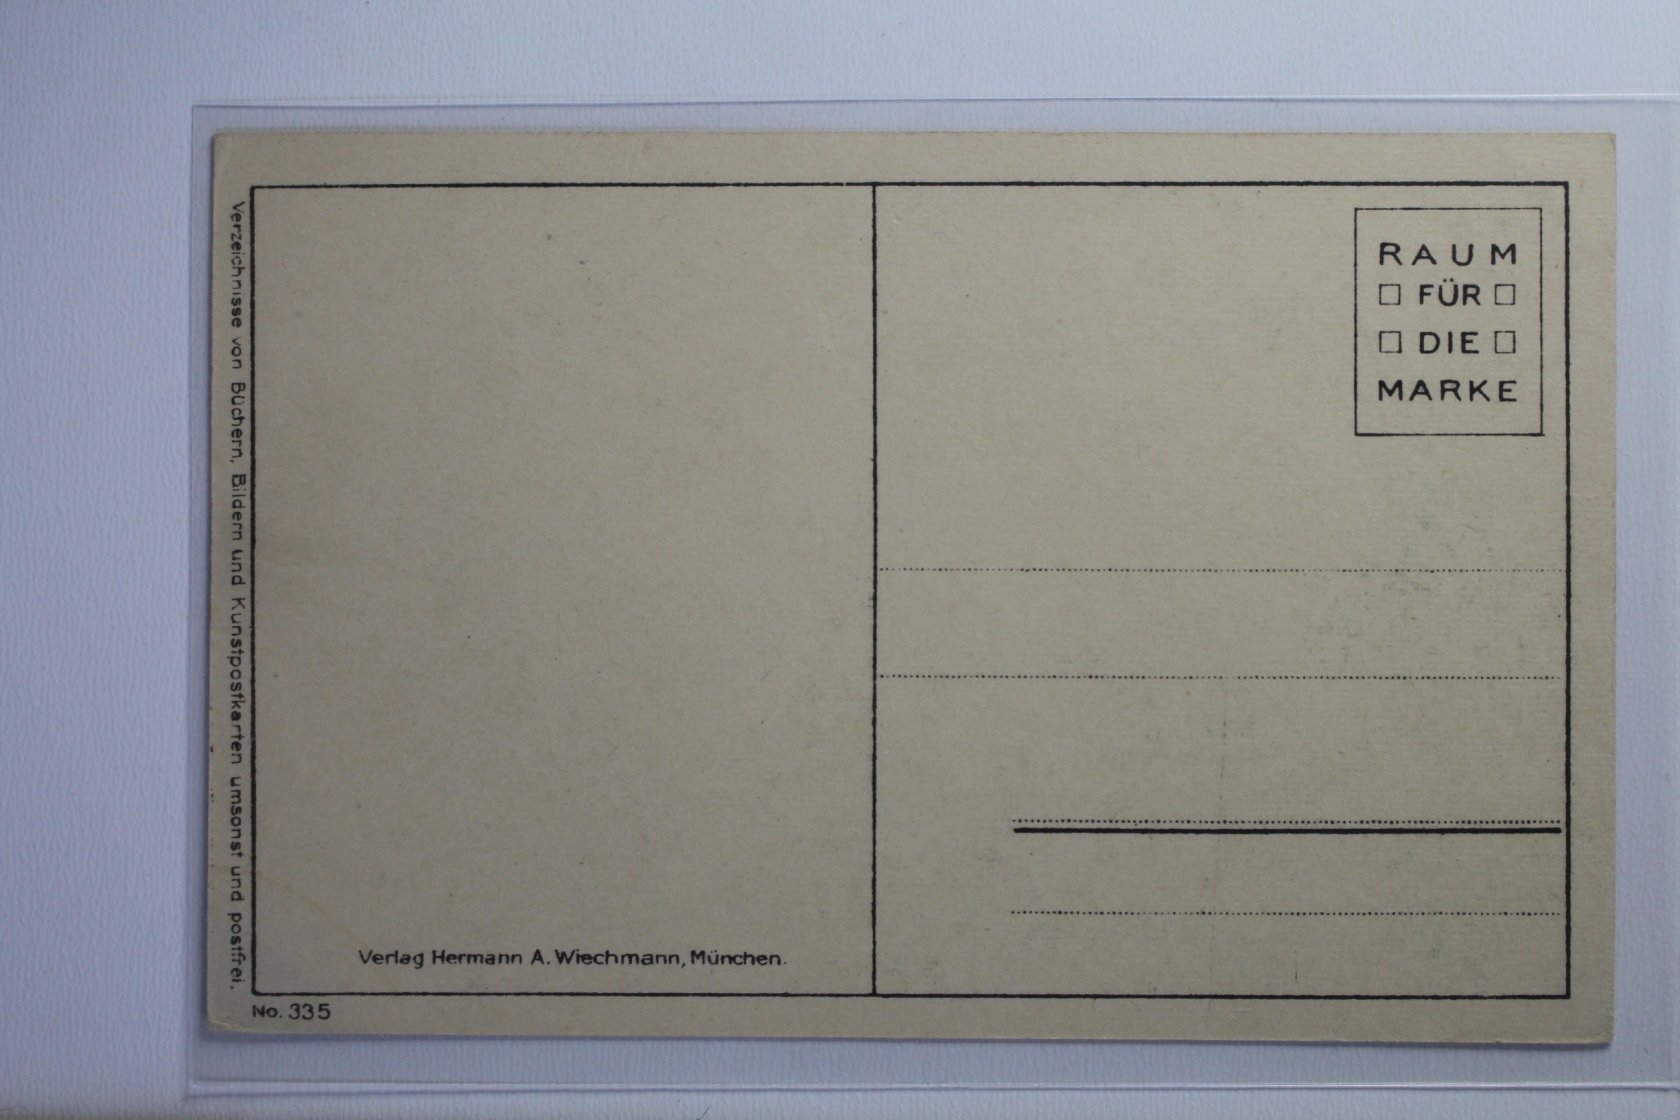 Verzeichnisse von Büchern, Bildern und Kunstpostkarten umsonst und postfrei.
RAUM
FÜR
DIE
MARKE
Verlag Hermann A. Wiechmann, München.
No. 335